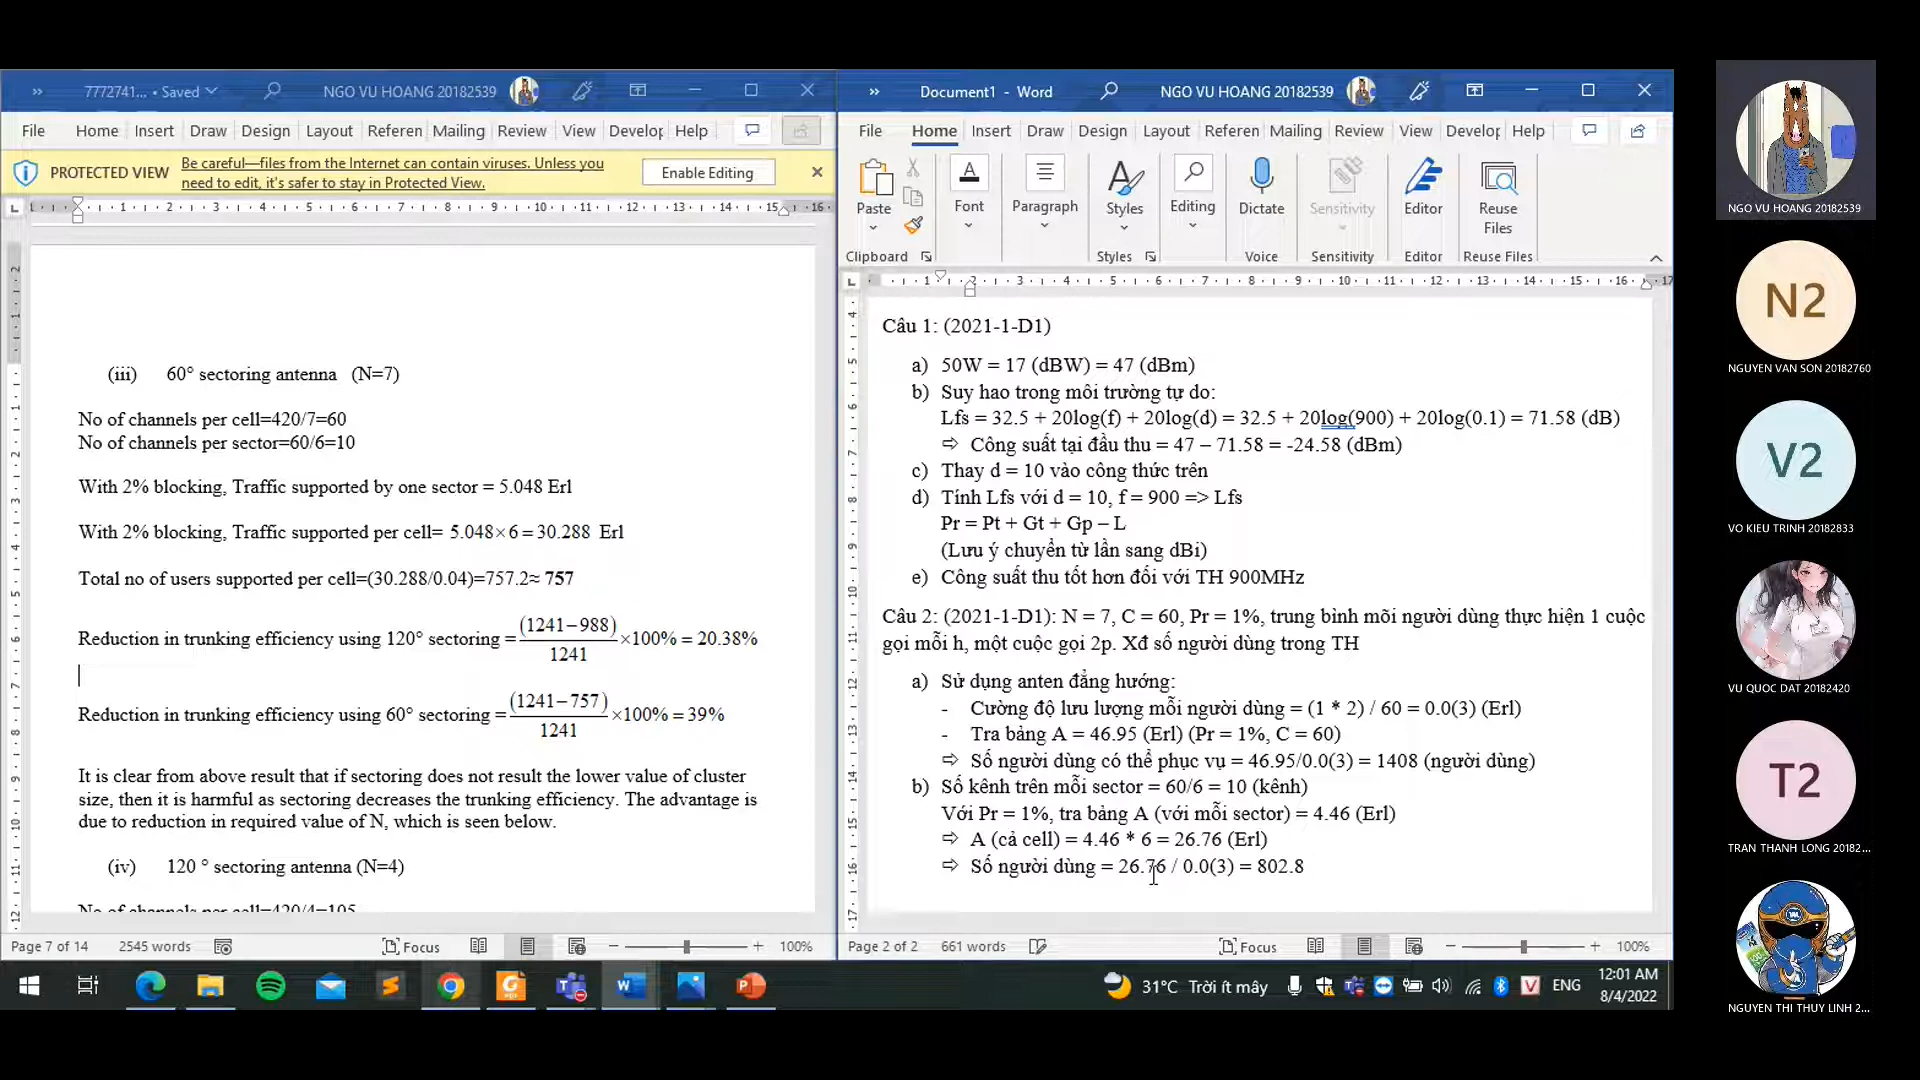 7772741... • Saved
NGO VU HOANG 20182539
File Home Insert Draw Design Layout Referen Mailing Review View Develop Help
PROTECTED VIEW Be careful—files from the Internet can contain viruses. Unless you need to edit, it's safer to stay in Protected View. Enable Editing
(iii) 60° sectoring antenna (N=7)
No of channels per cell=420/7=60
No of channels per sector=60/6=10
With 2% blocking, Traffic supported by one sector = 5.048 Erl
With 2% blocking, Traffic supported per cell= 5.048×6=30.288 Erl
Total no of users supported per cell=(30.288/0.04)=757.2≈ 757
Reduction in trunking efficiency using 120° sectoring = (1241−988)/1241 ×100% = 20.38%
Reduction in trunking efficiency using 60° sectoring = (1241−757)/1241 ×100% = 39%
It is clear from above result that if sectoring does not result the lower value of cluster
size, then it is harmful as sectoring decreases the trunking efficiency. The advantage is
due to reduction in required value of N, which is seen below.
(iv) 120 ° sectoring antenna (N=4)
No of channels per cell=420/4=105
Page 7 of 14 2545 words Focus 100%
Document1 - Word NGO VU HOANG 20182539
File Home Insert Draw Design Layout Referen Mailing Review View Develop Help
Paste Font Paragraph Styles Editing Dictate Sensitivity Editor Reuse Files
Clipboard Styles Voice Sensitivity Editor Reuse Files
Câu 1: (2021-1-D1)
a) 50W = 17 (dBW) = 47 (dBm)
b) Suy hao trong môi trường tự do:
Lfs = 32.5 + 20log(f) + 20log(d) = 32.5 + 20log(900) + 20log(0.1) = 71.58 (dB)
⇨ Công suất tại đầu thu = 47 – 71.58 = -24.58 (dBm)
c) Thay d = 10 vào công thức trên
d) Tính Lfs với d = 10, f = 900 => Lfs
Pr = Pt + Gt + Gp – L
(Lưu ý chuyển từ lần sang dBi)
e) Công suất thu tốt hơn đối với TH 900MHz
Câu 2: (2021-1-D1): N = 7, C = 60, Pr = 1%, trung bình mõi người dùng thực hiện 1 cuộc
gọi mỗi h, một cuộc gọi 2p. Xđ số người dùng trong TH
a) Sử dụng anten đẳng hướng:
- Cường độ lưu lượng mỗi người dùng = (1 * 2) / 60 = 0.0(3) (Erl)
- Tra bảng A = 46.95 (Erl) (Pr = 1%, C = 60)
⇨ Số người dùng có thể phục vụ = 46.95/0.0(3) = 1408 (người dùng)
b) Số kênh trên mỗi sector = 60/6 = 10 (kênh)
Với Pr = 1%, tra bảng A (với mỗi sector) = 4.46 (Erl)
⇨ A (cả cell) = 4.46 * 6 = 26.76 (Erl)
⇨ Số người dùng = 26.76 / 0.0(3) = 802.8
Page 2 of 2 661 words Focus 100%
31°C Trời ít mây ENG
12:01 AM
8/4/2022
NGO VU HOANG 20182539
N2
NGUYEN VAN SON 20182760
V2
VO KIEU TRINH 20182833
VU QUOC DAT 20182420
T2
TRAN THANH LONG 20182...
NGUYEN THI THUY LINH 2...